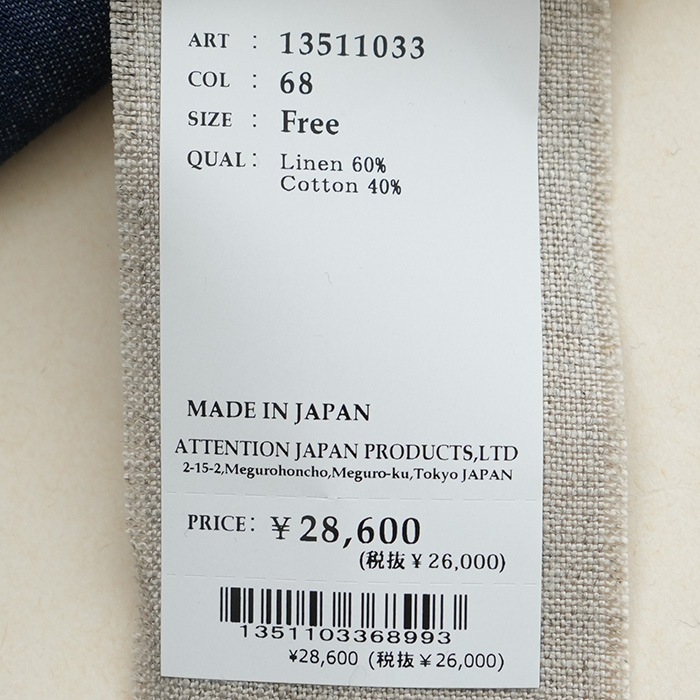 ART : 13511033
COL : 68
SIZE : Free
QUAL: Linen 60%
Cotton 40%
MADE IN JAPAN
ATTENTION JAPAN PRODUCTS,LTD
2-15-2,Megurohoncho,Meguro-ku,Tokyo JAPAN
PRICE: ¥28,600
(税抜¥26,000)
1351103368993
¥28,600 (税抜¥26,000)